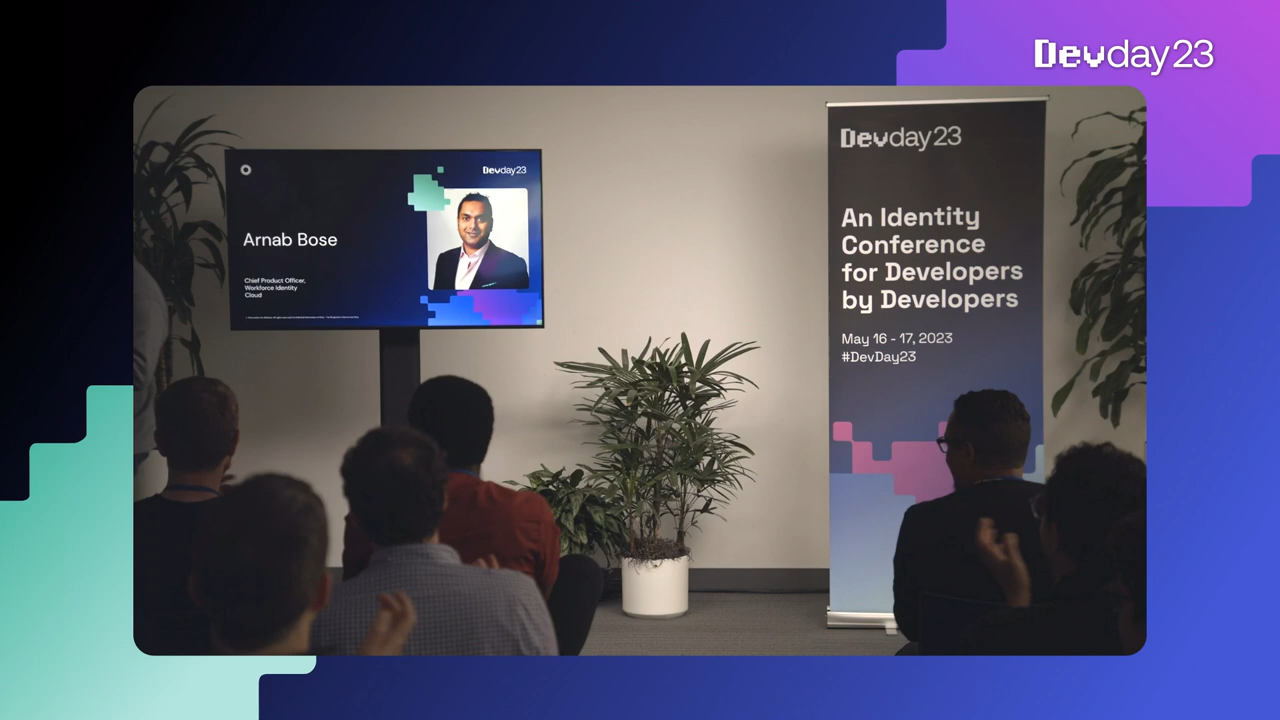 Devday23
Devday23
Arnab Bose
Chief Product Officer,
Workforce Identity
Cloud
Devday23
An Identity
Conference
for Developers
by Developers
May 16 - 17, 2023
#DevDay23